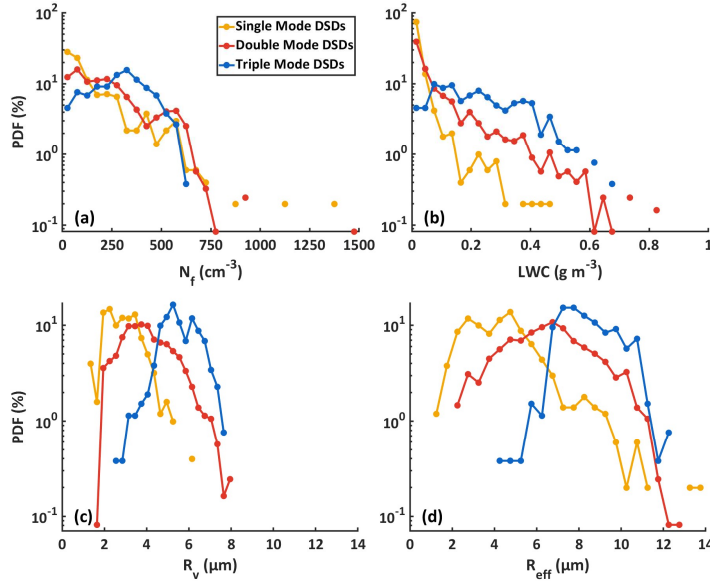 Single Mode DSDs
Double Mode DSDs
Triple Mode DSDs
PDF (%)
10²
10¹
10⁰
10⁻¹
(a)
0 250 500 750 1000 1250 1500
N_f (cm⁻³)
PDF (%)
10²
10¹
10⁰
10⁻¹
(b)
0 0.2 0.4 0.6 0.8 1
LWC (g m⁻³)
PDF (%)
10¹
10⁰
10⁻¹
(c)
0 2 4 6 8 10 12 14
R_v (μm)
10¹
10⁰
10⁻¹
(d)
0 2 4 6 8 10 12 14
R_eff (μm)